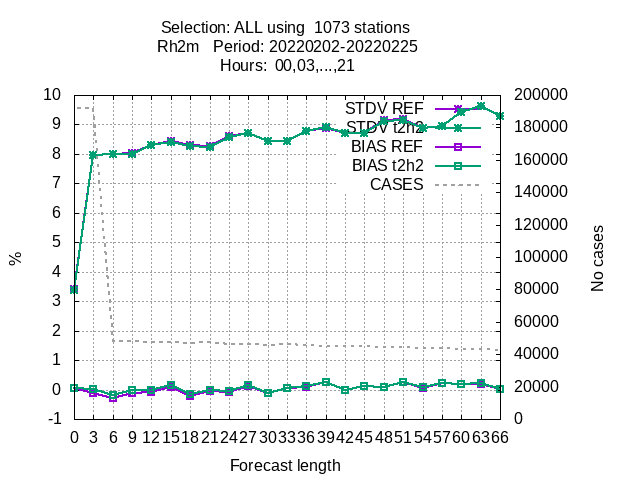 Selection: ALL using  1073 stations
Rh2m   Period: 20220202-20220225
Hours:  00,03,...,21
10
9
8
7
6
5
4
3
2
1
0
-1
%
200000
180000
160000
140000
120000
100000
80000
60000
40000
20000
0
No cases
STDV REF
STDV t2h2
BIAS REF
BIAS t2h2
CASES
0 3 6 9 12 15 18 21 24 27 30 33 36 39 42 45 48 51 54 57 60 63 66
Forecast length